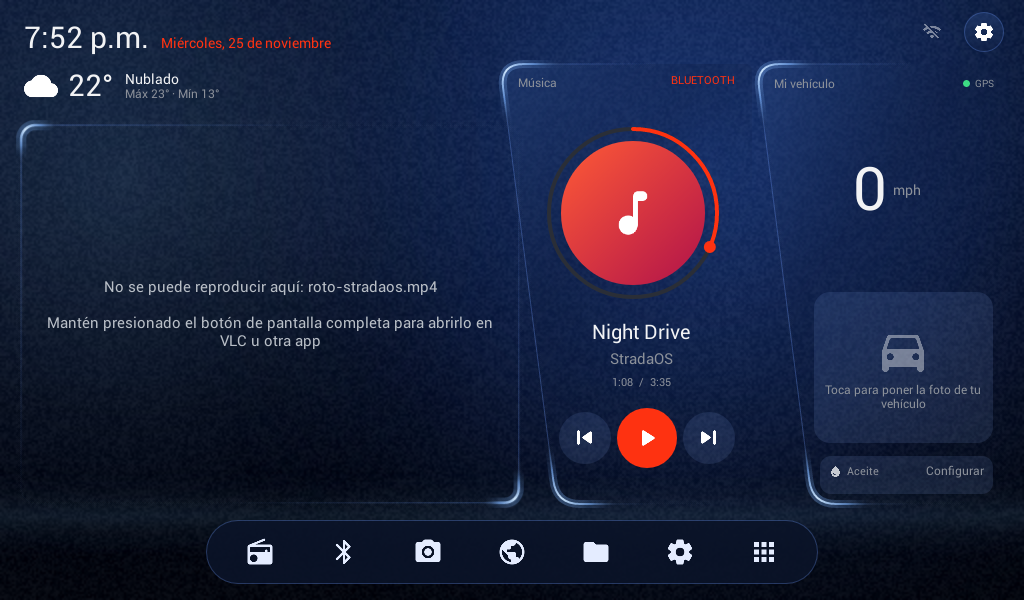 7:52 p.m.
Miércoles, 25 de noviembre
22°
Nublado
Máx 23° · Mín 13°
No se puede reproducir aquí: roto-stradaos.mp4
Mantén presionado el botón de pantalla completa para abrirlo en
VLC u otra app
Música
BLUETOOTH
Night Drive
StradaOS
1:08 / 3:35
Mi vehículo
GPS
0 mph
Toca para poner la foto de tu
vehículo
Aceite
Configurar